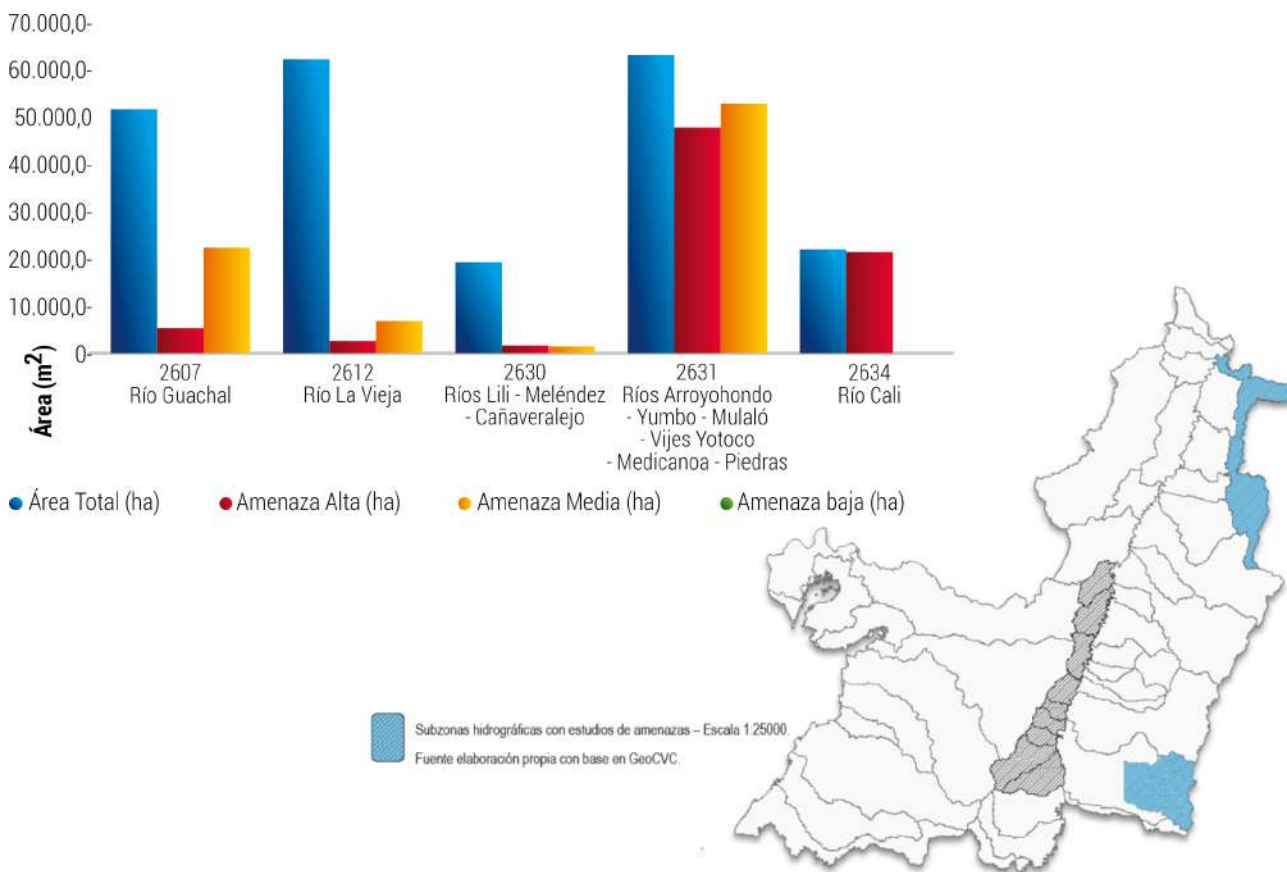 70.000,0-
60.000,0-
50.000,0
40.000,0-
30.000,0-
20.000,0-
10.000,0-
0-
Área (m²)
2607
Río Guachal
2612
Río La Vieja
2630
Ríos Lili - Meléndez
- Cañaveralejo
2631
Ríos Arroyohondo
- Yumbo - Mulaló
- Vijes Yotoco
- Medicanoa - Piedras
2634
Río Cali
Área Total (ha)
Amenaza Alta (ha)
Amenaza Media (ha)
Amenaza baja (ha)
Subzonas hidrográficas con estudios de amenazas – Escala 1:25000.
Fuente elaboración propia con base en GeoCVC.